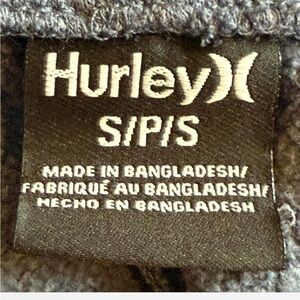 Hurley
S/P/S
MADE IN BANGLADESH/
FABRIQUÉ AU BANGLADESH/
HECHO EN BANGLADESH